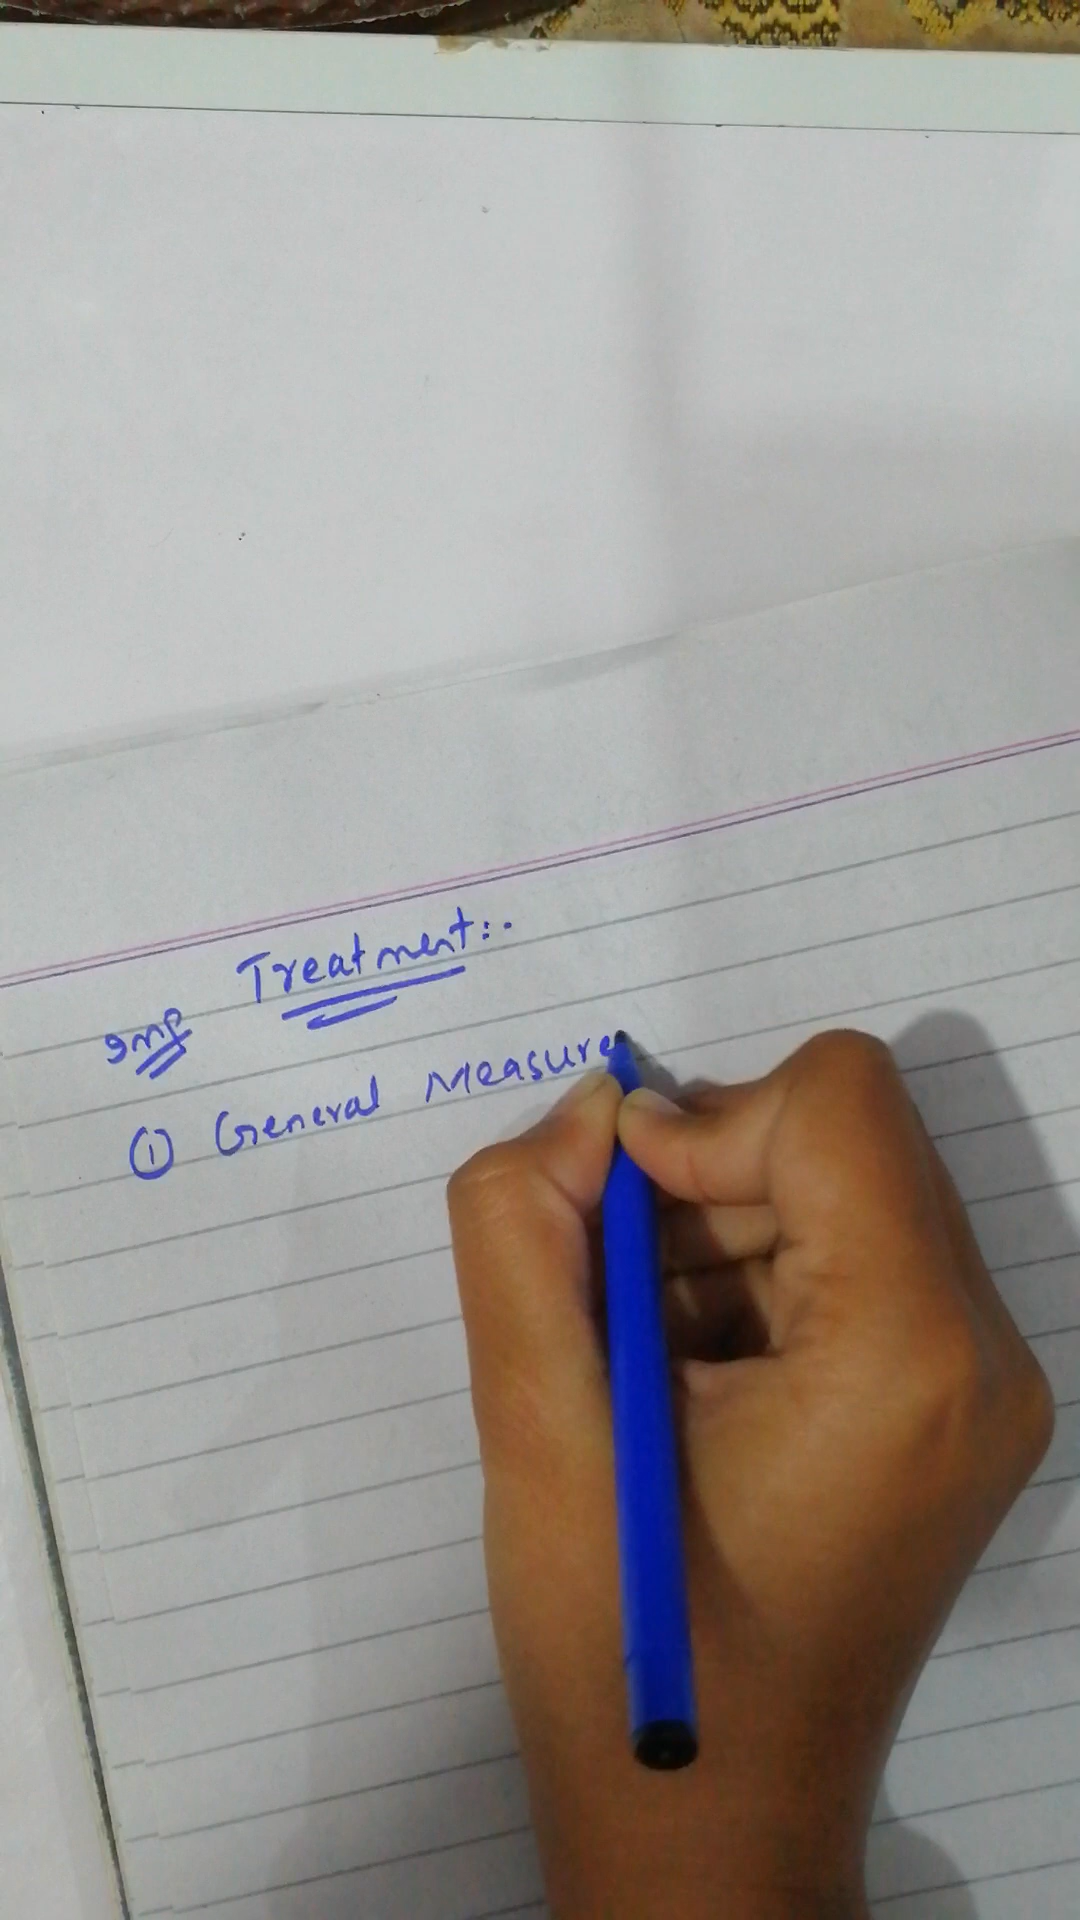 Treatment:.
Imp
① General Measure